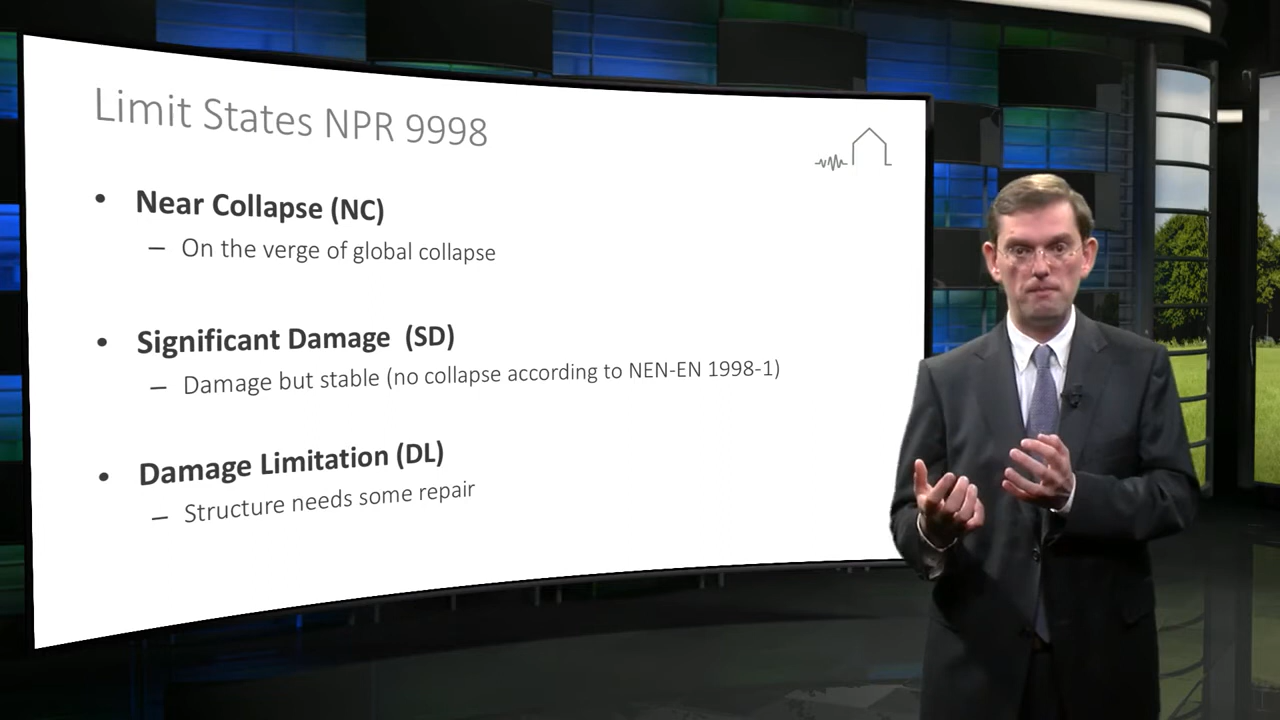 Limit States NPR 9998
• Near Collapse (NC)
– On the verge of global collapse
• Significant Damage (SD)
– Damage but stable (no collapse according to NEN-EN 1998-1)
• Damage Limitation (DL)
– Structure needs some repair